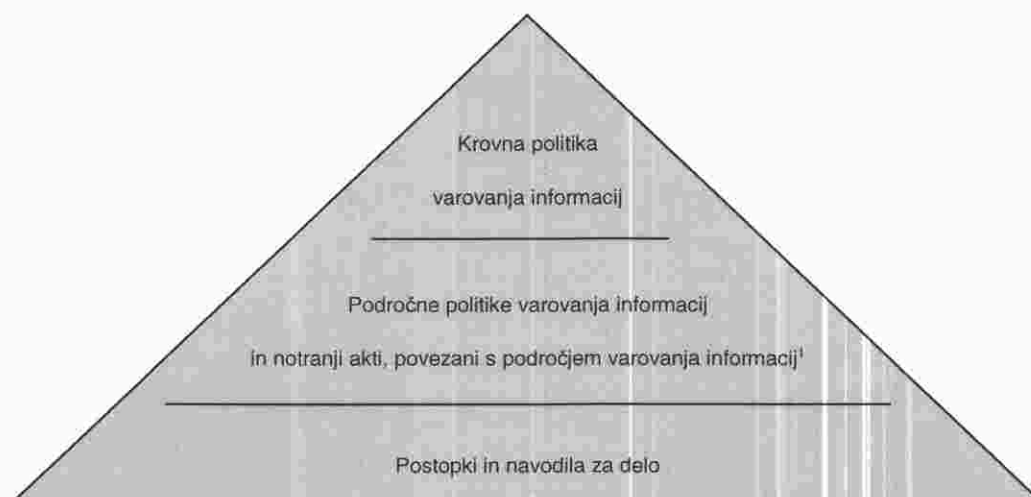 Krovna politika
varovanja informacij
Področne politike varovanja informacij
in notranji akti, povezani s področjem varovanja informacij¹
Postopki in navodila za delo